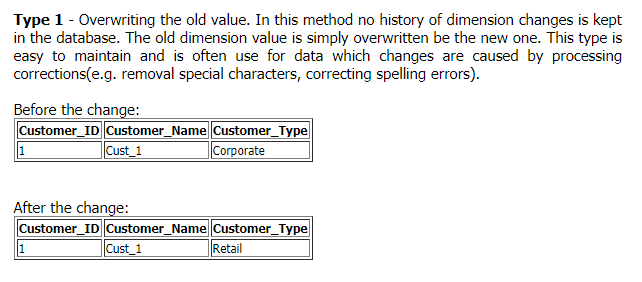 Type 1 - Overwriting the old value. In this method no history of dimension changes is kept
in the database. The old dimension value is simply overwritten be the new one. This type is
easy to maintain and is often use for data which changes are caused by processing
corrections(e.g. removal special characters, correcting spelling errors).
Before the change:
Customer_ID Customer_Name Customer_Type
1 Cust_1 Corporate
After the change:
Customer_ID Customer_Name Customer_Type
1 Cust_1 Retail